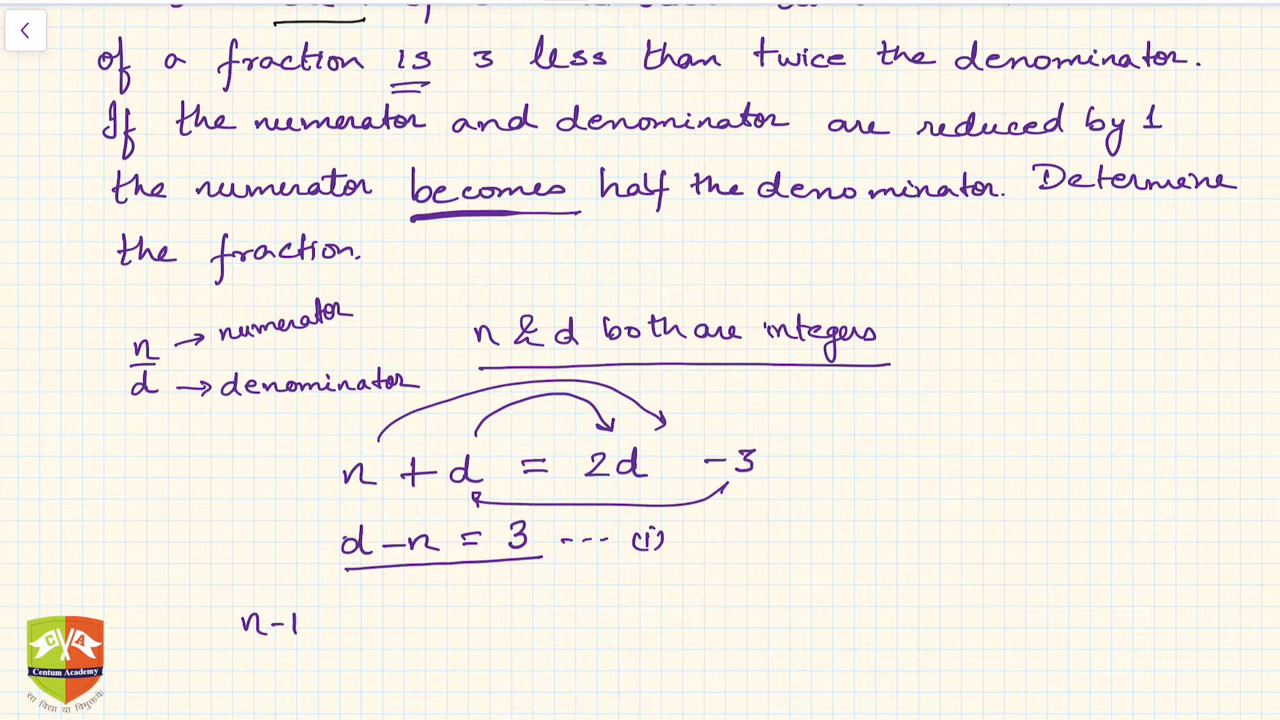 of a fraction is 3 less than twice the denominator.
If the numerator and denominator are reduced by 1
the numerator becomes half the denominator. Determine
the fraction.
n → numerator
d → denominator
n & d both are integers
n + d = 2d - 3
d - n = 3 --- (i)
n - 1
C A
Centum Academy
सा विद्या या विमुक्तये